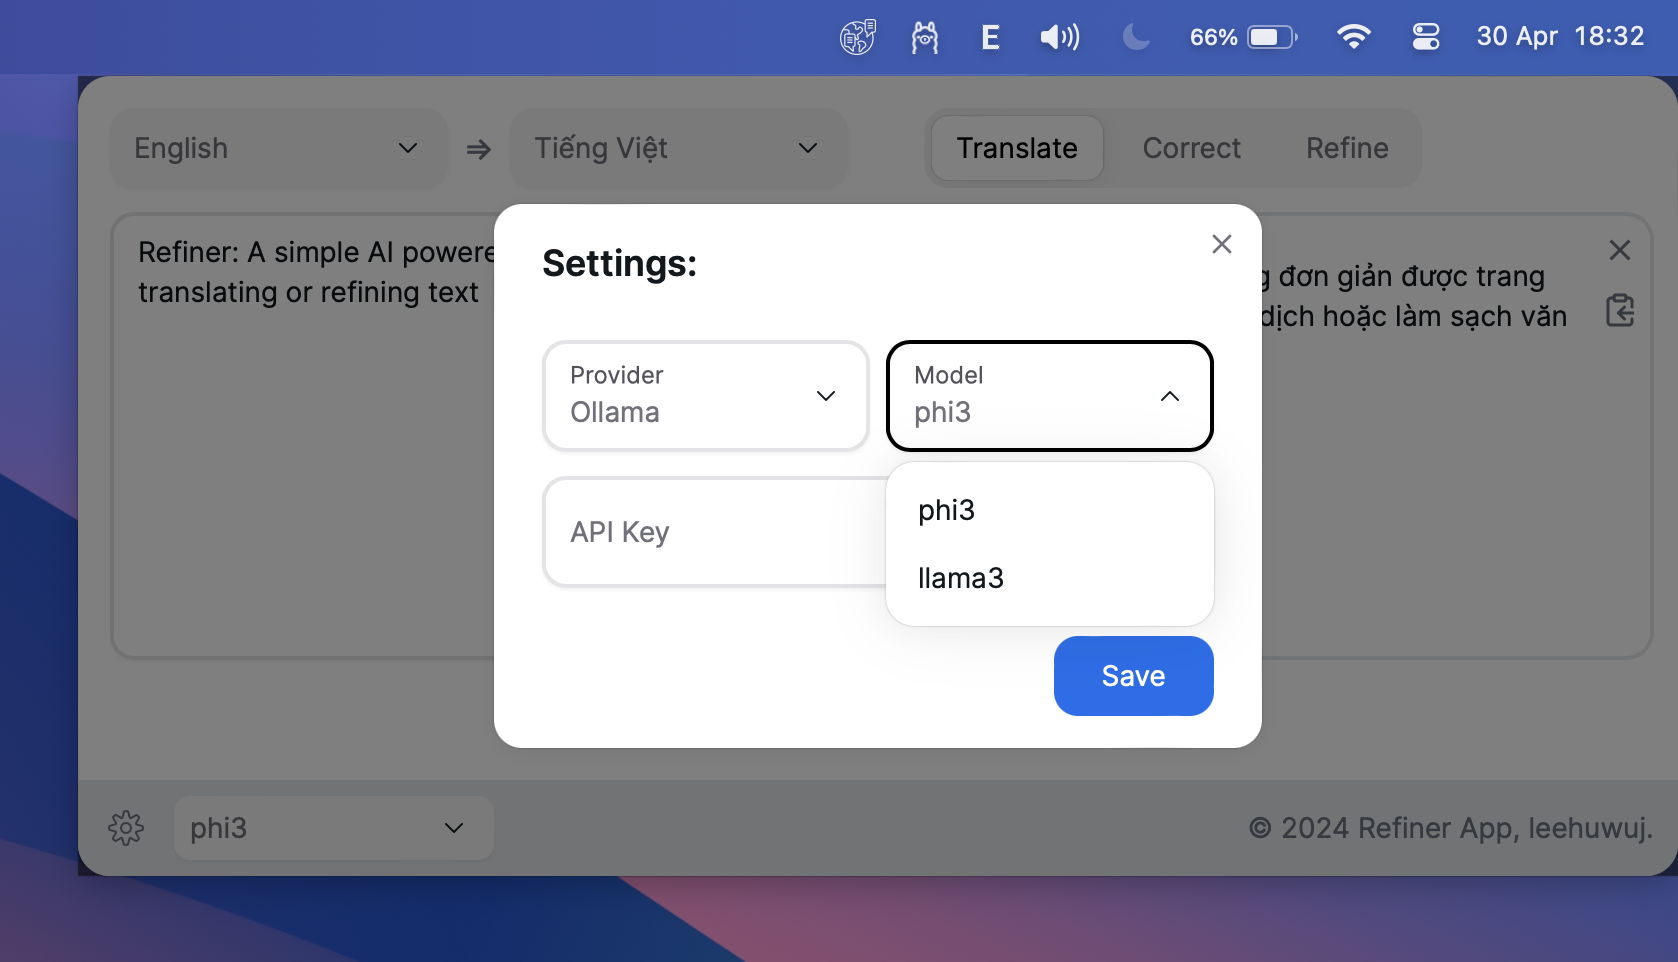 E
66%
30 Apr 18:32
English
Tiếng Việt
Translate
Correct
Refine
Refiner: A simple AI
translating or refining text
đơn giản được trang
dịch hoặc làm sạch văn
Settings:
Provider
Ollama
Model
phi3
phi3
llama3
API Key
Save
phi3
© 2024 Refiner App, leehuwuj.